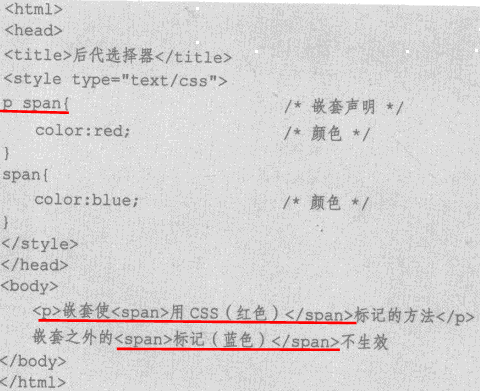 <html>
<head>
<title>后代选择器</title>
<style type="text/css">
p span{ /* 嵌套声明 */
color:red; /* 颜色 */
}
span{
color:blue; /* 颜色 */
}
</style>
</head>
<body>
<p>嵌套使<span>用CSS(红色)</span>标记的方法</p>
嵌套之外的<span>标记(蓝色)</span>不生效
</body>
</html>